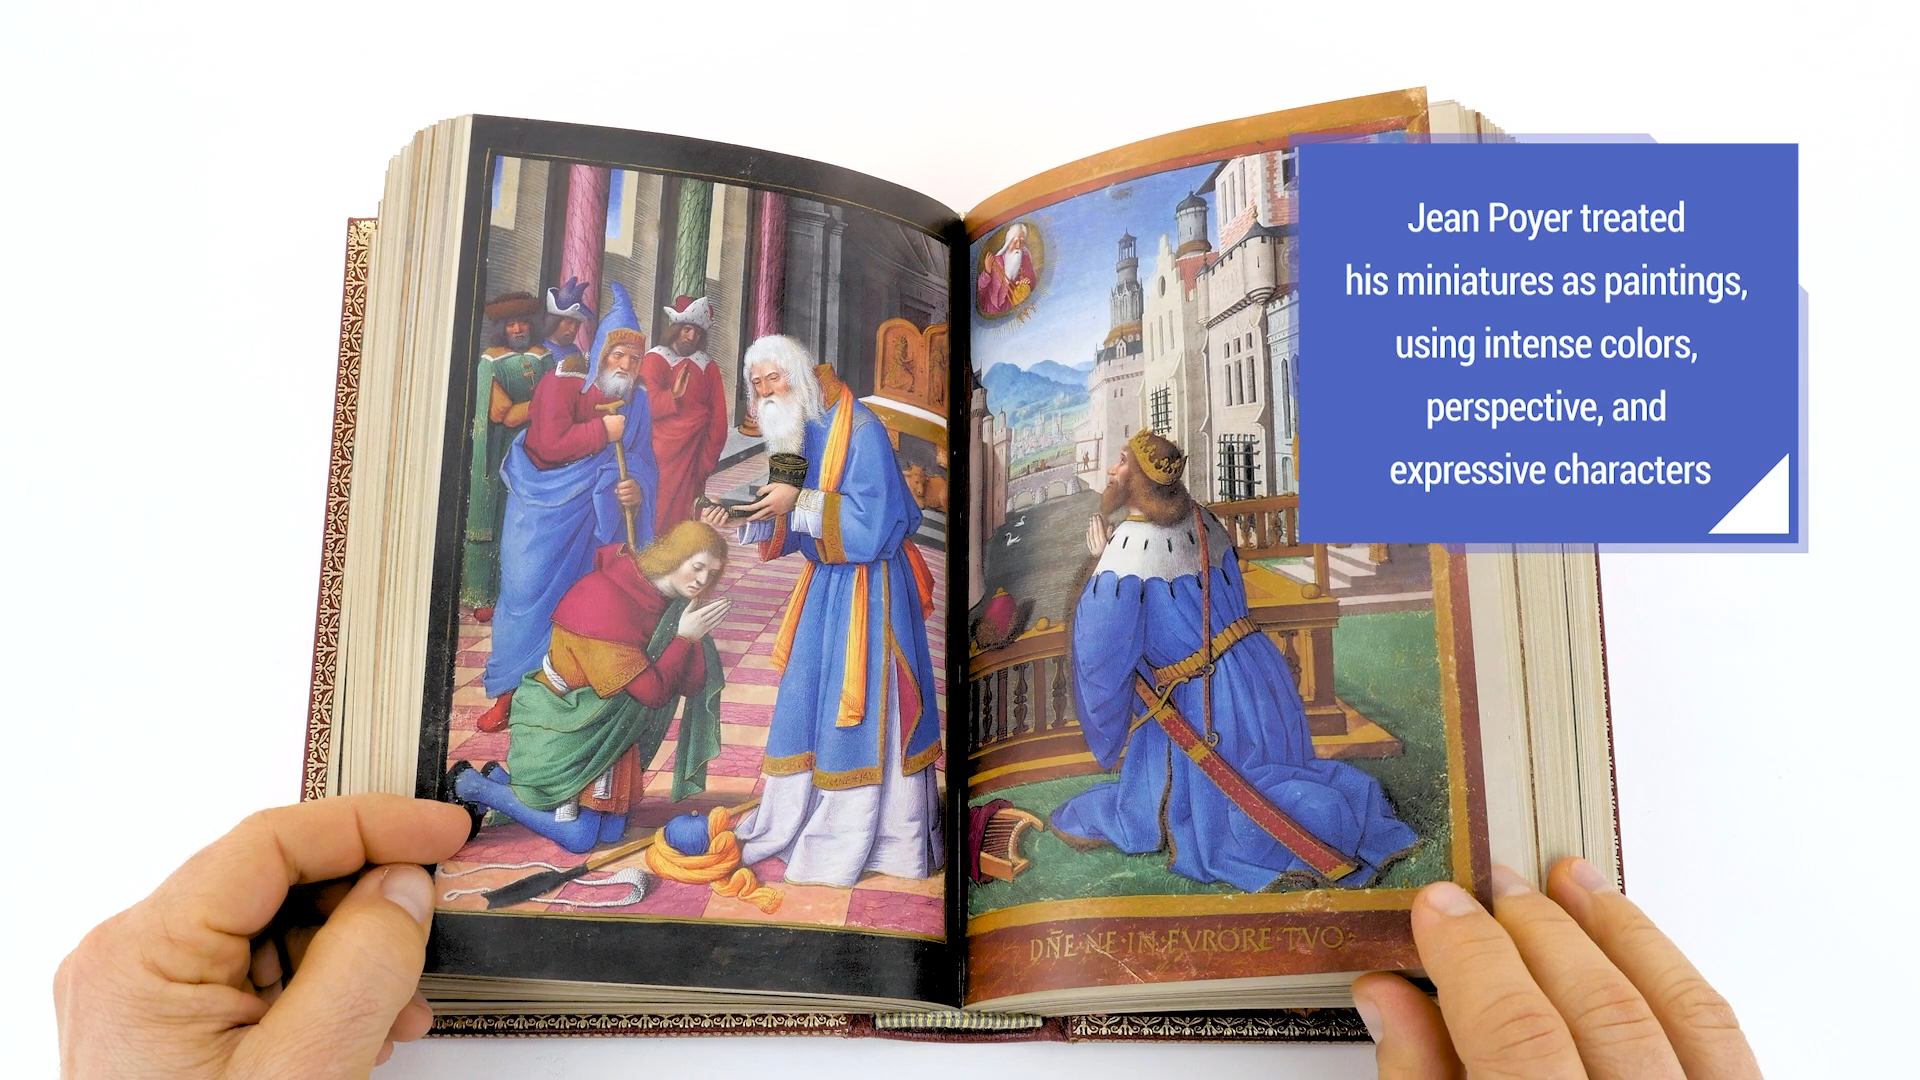 Jean Poyer treated
his miniatures as paintings,
using intense colors,
perspective, and
expressive characters
DÑE·NE·IN·FVRORE·TVO·